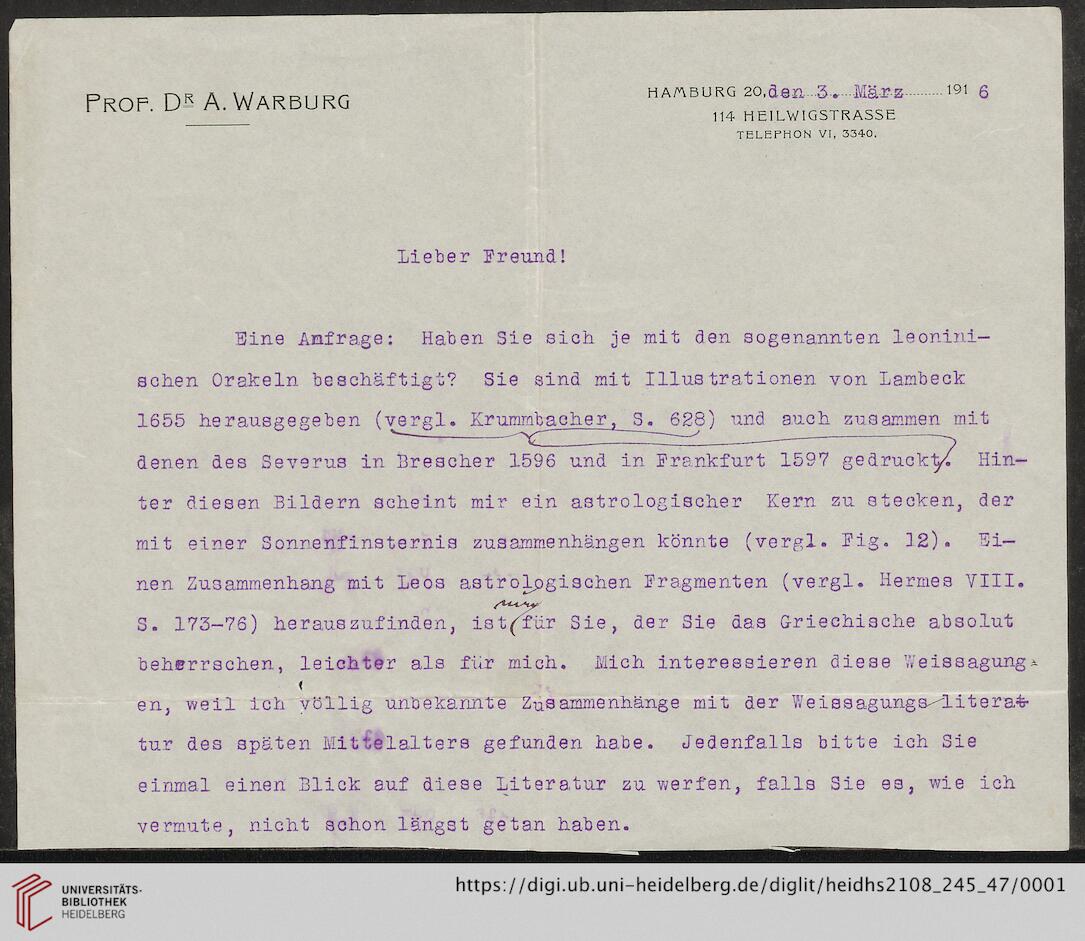 PROF. DR A. WARBURG
HAMBURG 20, den 3. März 1916
114 HEILWIGSTRASSE
TELEPHON VI, 3340.
Lieber Freund!
Eine Anfrage: Haben Sie sich je mit den sogenannten leonini-
schen Orakeln beschäftigt? Sie sind mit Illustrationen von Lambeck
1655 herausgegeben (vergl. Krummbacher, S. 628) und auch zusammen mit
denen des Severus in Brescher 1596 und in Frankfurt 1597 gedruckt. Hin-
ter diesen Bildern scheint mir ein astrologischer Kern zu stecken, der
mit einer Sonnenfinsternis zusammenhängen könnte (vergl. Fig. 12). Ei-
nen Zusammenhang mit Leos astrologischen Fragmenten (vergl. Hermes VIII.
S. 173-76) herauszufinden, ist für Sie, der Sie das Griechische absolut
beherrschen, leichter als für mich. Mich interessieren diese Weissagung-
en, weil ich völlig unbekannte Zusammenhänge mit der Weissagungsliterat-
tur des späten Mittelalters gefunden habe. Jedenfalls bitte ich Sie
einmal einen Blick auf diese Literatur zu werfen, falls Sie es, wie ich
vermute, nicht schon längst getan haben.
UNIVERSITÄTS-
BIBLIOTHEK
HEIDELBERG
https://digi.ub.uni-heidelberg.de/diglit/heidhs2108_245_47/0001